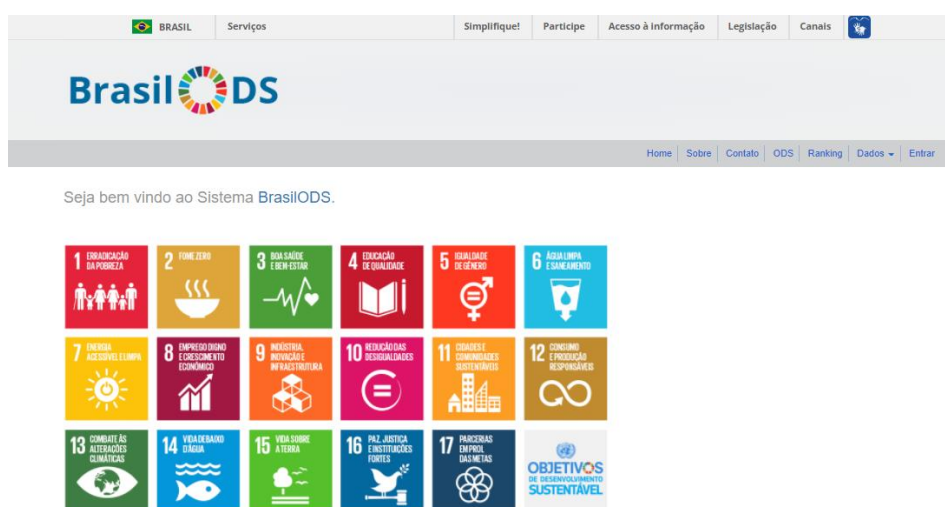 BRASIL Serviços Simplifique! Participe Acesso à informação Legislação Canais
Brasil ODS
Home Sobre Contato ODS Ranking Dados Entrar
Seja bem vindo ao Sistema BrasilODS.
1 ERRADICAÇÃO
DA POBREZA
2 FOME ZERO
3 BOA SAÚDE
E BEM-ESTAR
4 EDUCAÇÃO
DE QUALIDADE
5 IGUALDADE
DE GÊNERO
6 ÁGUA LIMPA
E SANEAMENTO
7 ENERGIA
ACESSÍVEL E LIMPA
8 EMPREGO DIGNO
E CRESCIMENTO
ECONÔMICO
9 INDÚSTRIA,
INOVAÇÃO E
INFRAESTRUTURA
10 REDUÇÃO DAS
DESIGUALDADES
11 CIDADES E
COMUNIDADES
SUSTENTÁVEIS
12 CONSUMO
E PRODUÇÃO
RESPONSÁVEIS
13 COMBATE ÀS
ALTERAÇÕES
CLIMÁTICAS
14 VIDA DEBAIXO
D'ÁGUA
15 VIDA SOBRE
A TERRA
16 PAZ, JUSTIÇA
E INSTITUIÇÕES
FORTES
17 PARCERIAS
EM PROL
DAS METAS
OBJETIVOS
DE DESENVOLVIMENTO
SUSTENTÁVEL